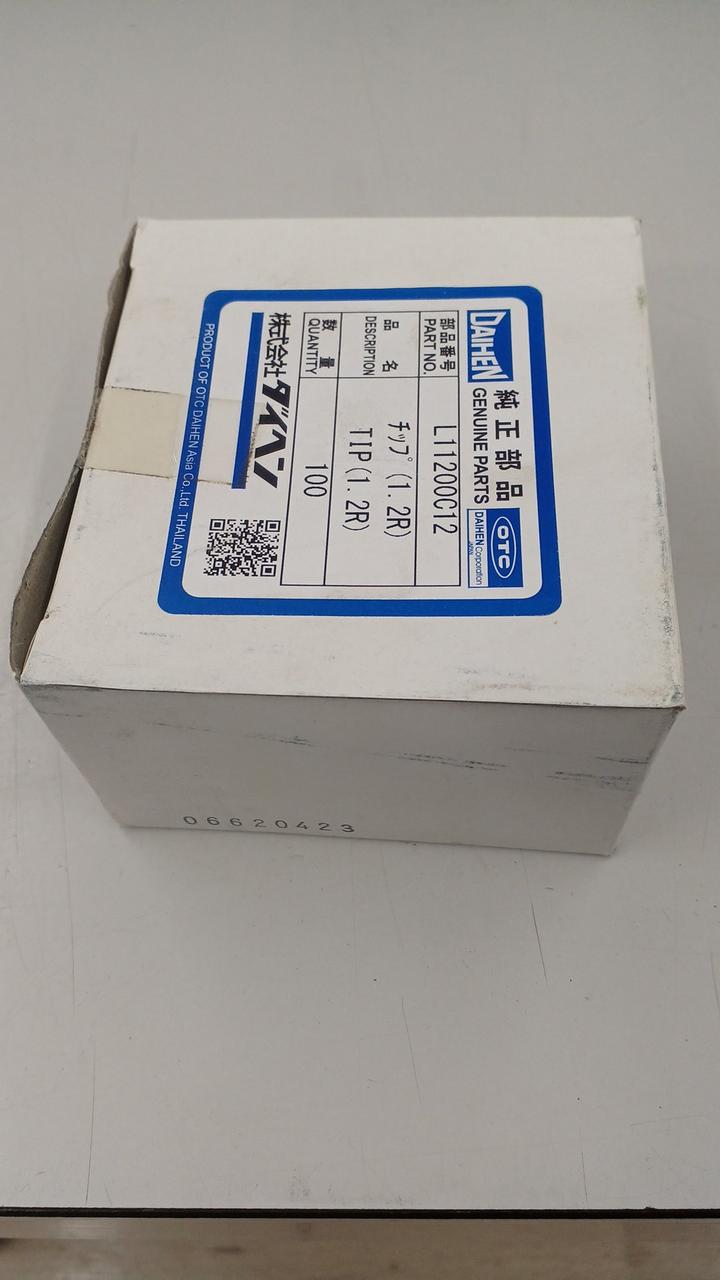 DAIHEN
純正部品
GENUINE PARTS
OTC
DAIHEN Corporation
JAPAN
部品番号
PART NO.
L11200C12
品 名
DESCRIPTION
ﾁｯﾌﾟ(1.2R)
TIP(1.2R)
数 量
QUANTITY
100
株式会社ダイヘン
PRODUCT OF OTC DAIHEN Asia Co.,Ltd. THAILAND
06620423